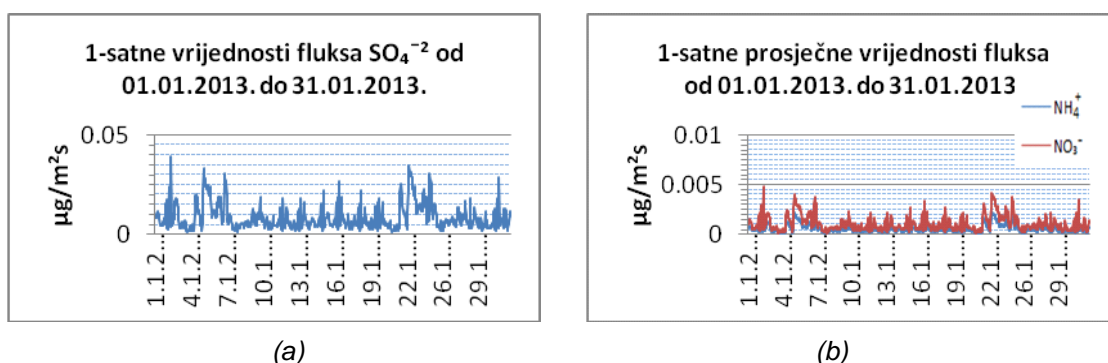 1-satne vrijednosti fluksa SO₄⁻² od
01.01.2013. do 31.01.2013.
µg/m²s
0.05
0
1.1.2.
4.1.2.
7.1.2.
10.1.
13.1.
16.1.
19.1.
22.1.
26.1.
29.1.
(a)
1-satne prosječne vrijednosti fluksa
od 01.01.2013. do 31.01.2013
NH₄⁺
NO₃⁻
µg/m²s
0.01
0.005
0
1.1.2.
4.1.2.
7.1.2.
10.1.
13.1.
16.1.
19.1.
22.1.
26.1.
29.1.
(b)